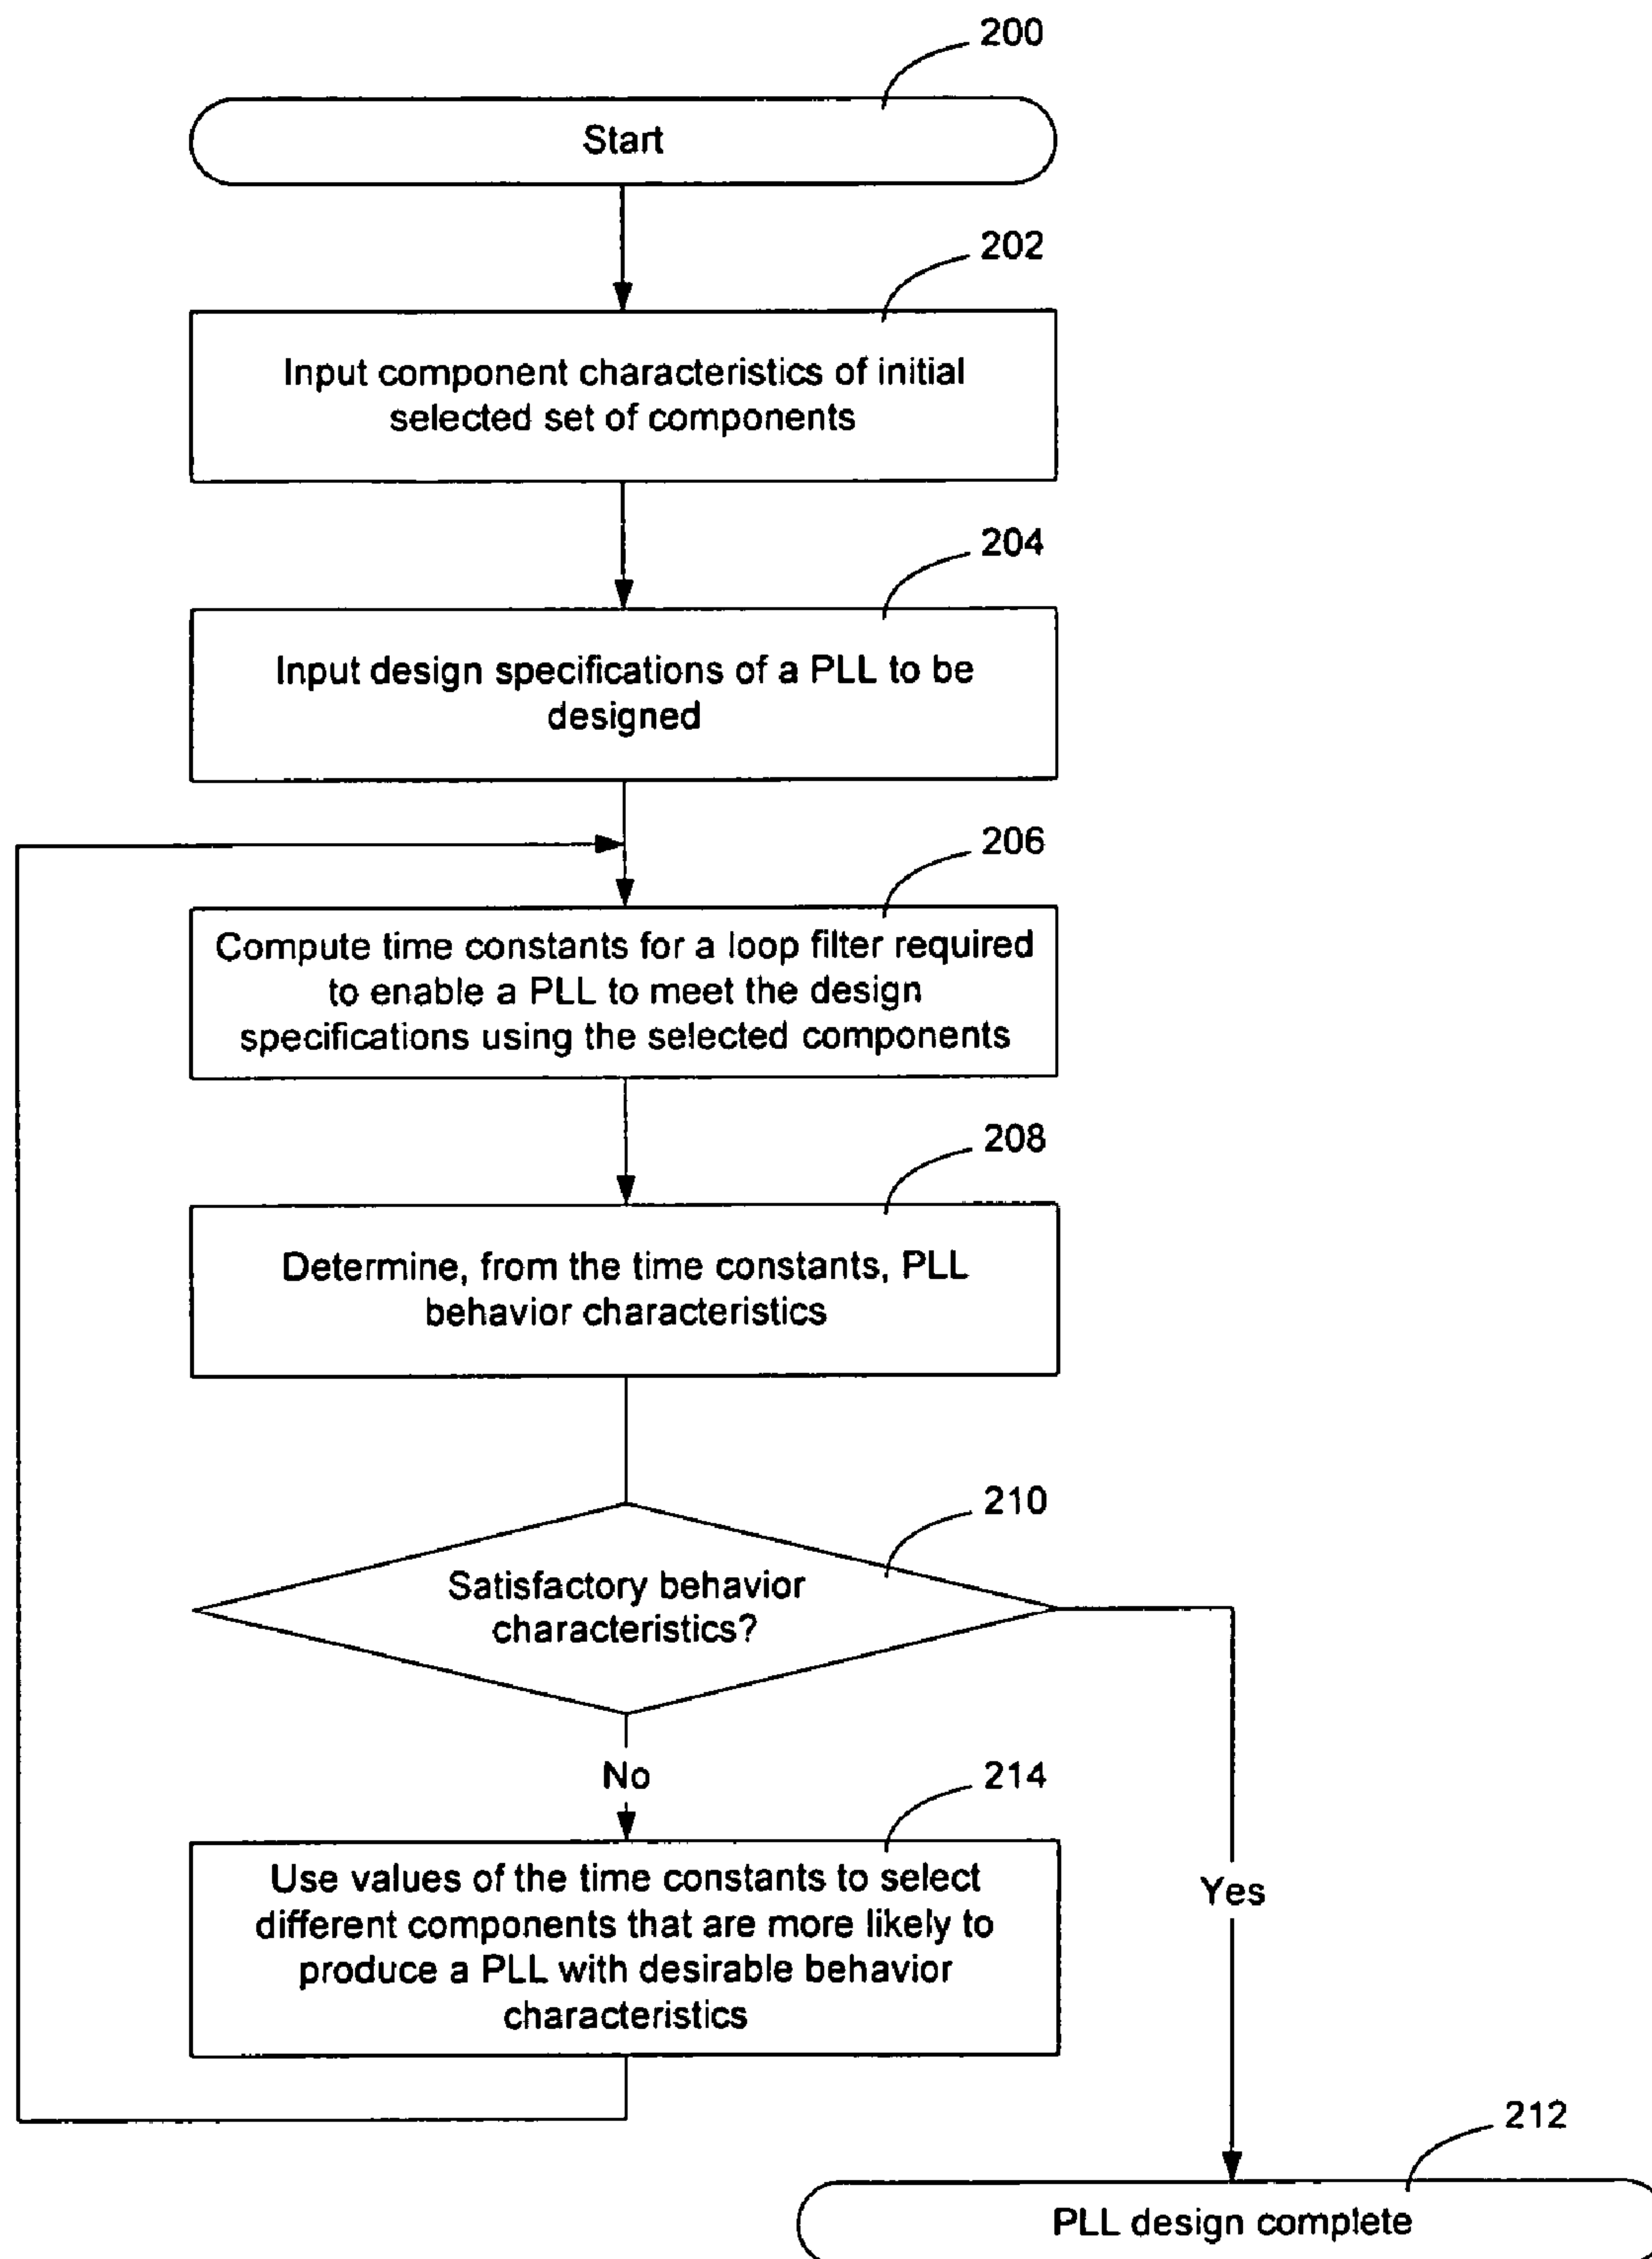 200
Start
202
Input component characteristics of initial
selected set of components
204
Input design specifications of a PLL to be
designed
206
Compute time constants for a loop filter required
to enable a PLL to meet the design
specifications using the selected components
208
Determine, from the time constants, PLL
behavior characteristics
210
Satisfactory behavior
characteristics?
No
214
Use values of the time constants to select
different components that are more likely to
produce a PLL with desirable behavior
characteristics
Yes
212
PLL design complete